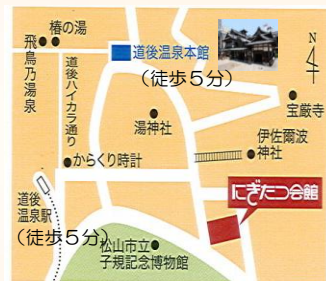 椿の湯
飛鳥乃湯泉
道後温泉本館
(徒歩5分)
N
道後ハイカラ通り
湯神社
宝厳寺
伊佐爾波
神社
からくり時計
にぎたつ会館
道後
温泉駅
(徒歩5分)
松山市立
子規記念博物館